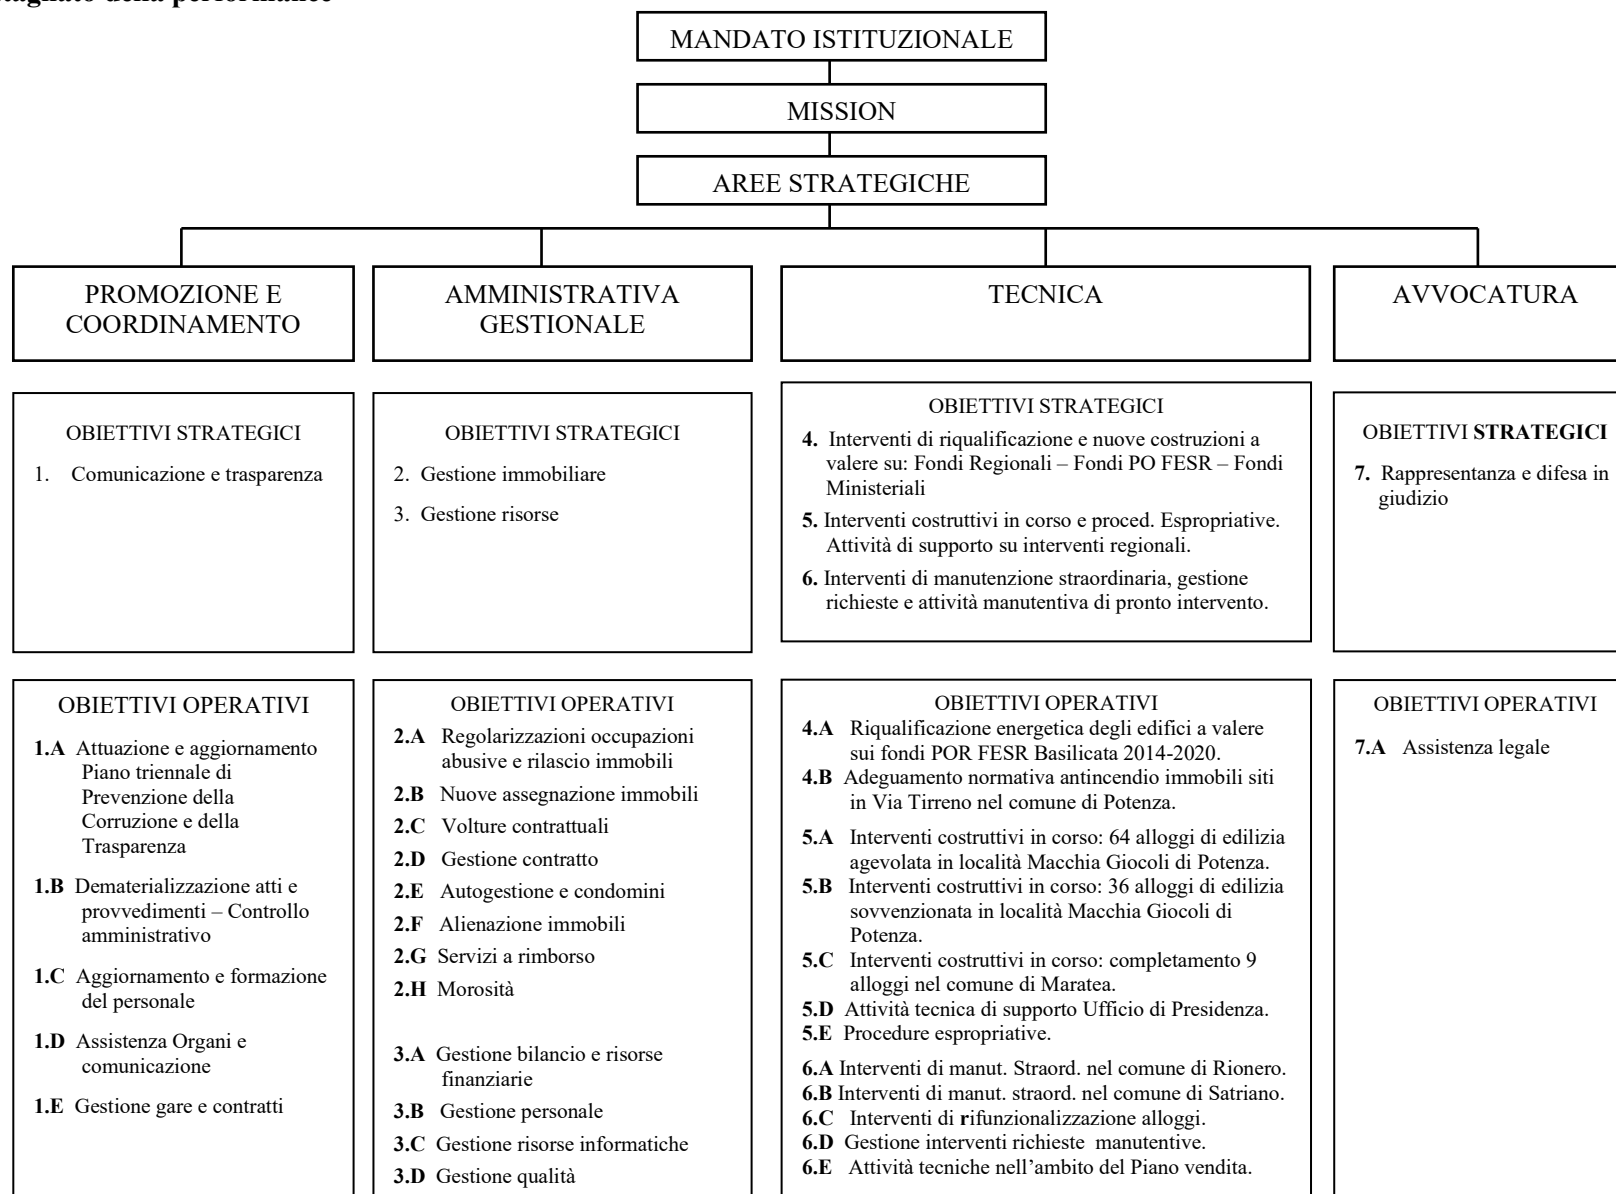 della performance
MANDATO ISTITUZIONALE
MISSION
AREE STRATEGICHE
PROMOZIONE E
COORDINAMENTO
AMMINISTRATIVA
GESTIONALE
TECNICA
AVVOCATURA
OBIETTIVI STRATEGICI
1. Comunicazione e trasparenza
OBIETTIVI STRATEGICI
2. Gestione immobiliare
3. Gestione risorse
OBIETTIVI STRATEGICI
4. Interventi di riqualificazione e nuove costruzioni a
valere su: Fondi Regionali – Fondi PO FESR – Fondi
Ministeriali
5. Interventi costruttivi in corso e proced. Espropriative.
Attività di supporto su interventi regionali.
6. Interventi di manutenzione straordinaria, gestione
richieste e attività manutentiva di pronto intervento.
OBIETTIVI STRATEGICI
7. Rappresentanza e difesa in
giudizio
OBIETTIVI OPERATIVI
1.A Attuazione e aggiornamento
Piano triennale di
Prevenzione della
Corruzione e della
Trasparenza
1.B Dematerializzazione atti e
provvedimenti – Controllo
amministrativo
1.C Aggiornamento e formazione
del personale
1.D Assistenza Organi e
comunicazione
1.E Gestione gare e contratti
OBIETTIVI OPERATIVI
2.A Regolarizzazioni occupazioni
abusive e rilascio immobili
2.B Nuove assegnazione immobili
2.C Volture contrattuali
2.D Gestione contratto
2.E Autogestione e condomini
2.F Alienazione immobili
2.G Servizi a rimborso
2.H Morosità
3.A Gestione bilancio e risorse
finanziarie
3.B Gestione personale
3.C Gestione risorse informatiche
3.D Gestione qualità
OBIETTIVI OPERATIVI
4.A Riqualificazione energetica degli edifici a valere
sui fondi POR FESR Basilicata 2014-2020.
4.B Adeguamento normativa antincendio immobili siti
in Via Tirreno nel comune di Potenza.
5.A Interventi costruttivi in corso: 64 alloggi di edilizia
agevolata in località Macchia Giocoli di Potenza.
5.B Interventi costruttivi in corso: 36 alloggi di edilizia
sovvenzionata in località Macchia Giocoli di
Potenza.
5.C Interventi costruttivi in corso: completamento 9
alloggi nel comune di Maratea.
5.D Attività tecnica di supporto Ufficio di Presidenza.
5.E Procedure espropriative.
6.A Interventi di manut. Straord. nel comune di Rionero.
6.B Interventi di manut. straord. nel comune di Satriano.
6.C Interventi di rifunzionalizzazione alloggi.
6.D Gestione interventi richieste manutentive.
6.E Attività tecniche nell’ambito del Piano vendita.
OBIETTIVI OPERATIVI
7.A Assistenza legale